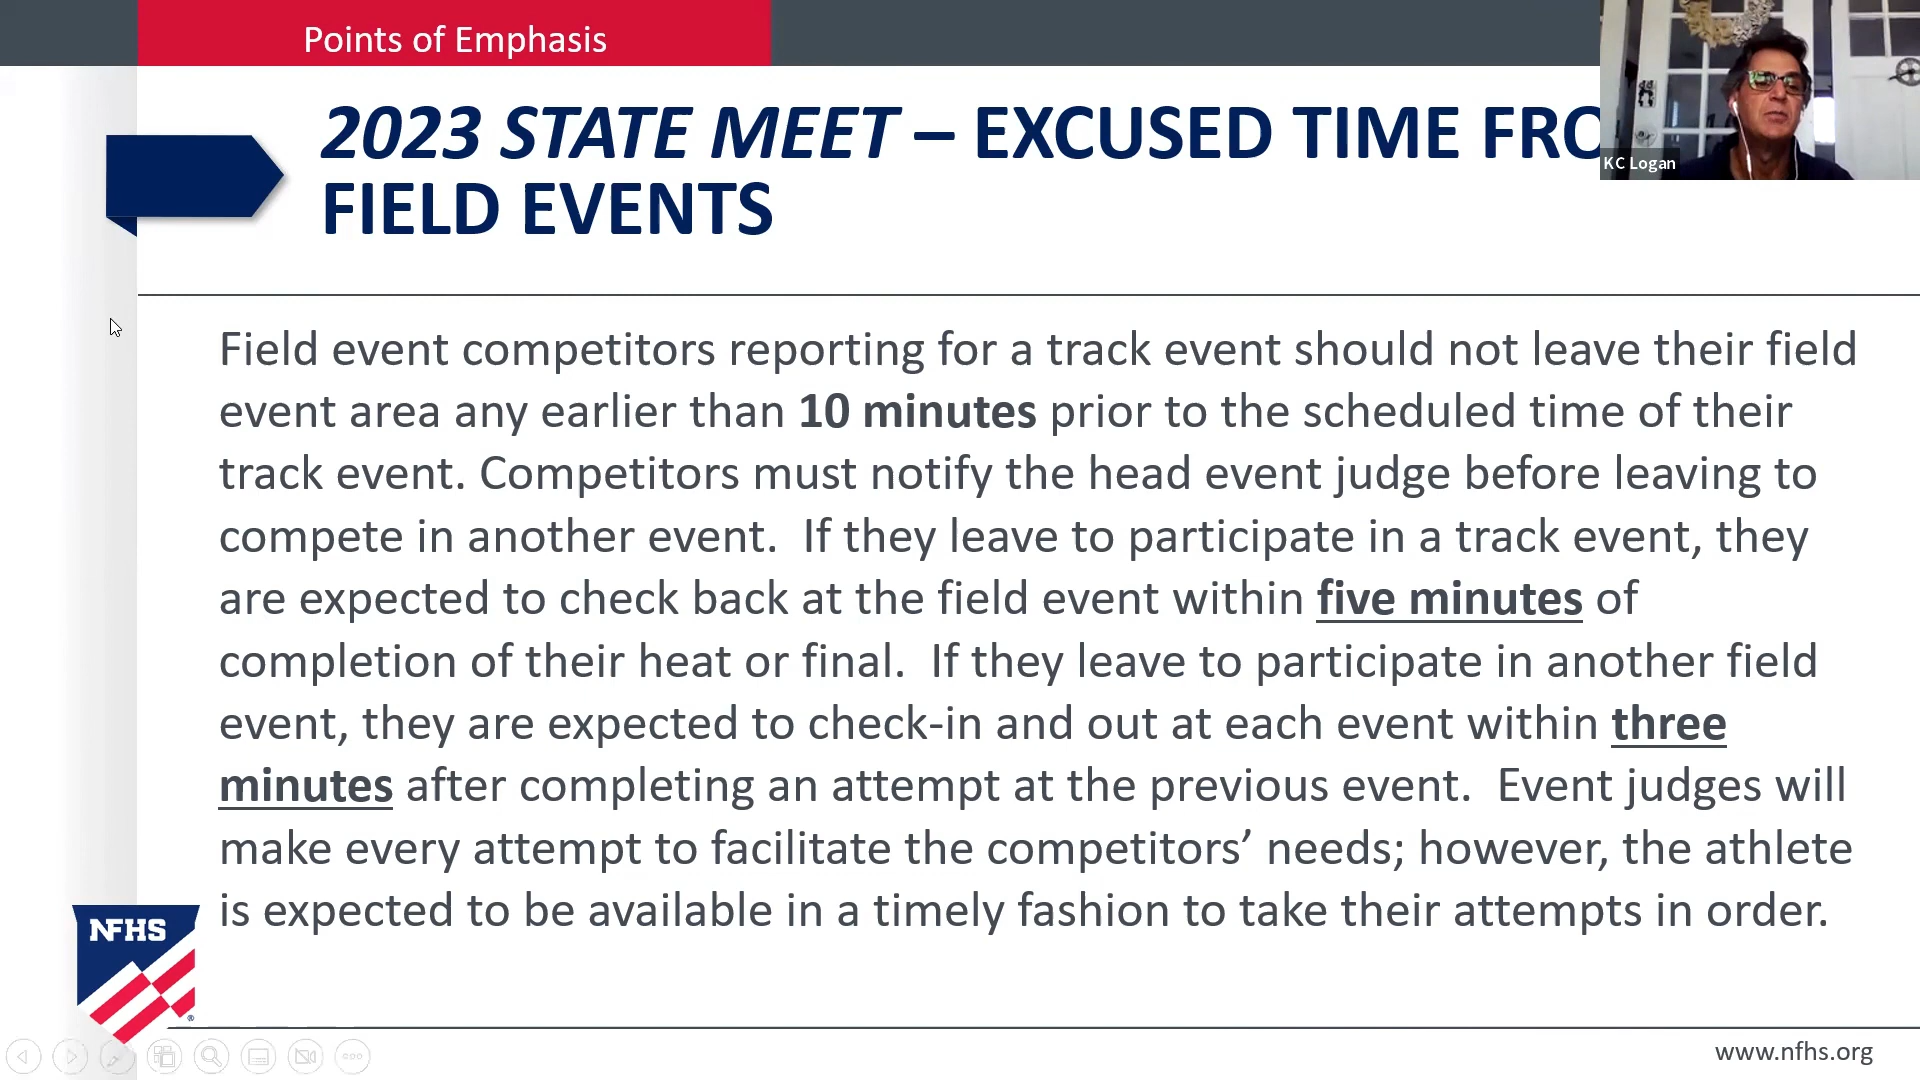 Points of Emphasis
2023 STATE MEET – EXCUSED TIME FRO
FIELD EVENTS
KC Logan
Field event competitors reporting for a track event should not leave their field
event area any earlier than 10 minutes prior to the scheduled time of their
track event. Competitors must notify the head event judge before leaving to
compete in another event.  If they leave to participate in a track event, they
are expected to check back at the field event within five minutes of
completion of their heat or final.  If they leave to participate in another field
event, they are expected to check-in and out at each event within three
minutes after completing an attempt at the previous event.  Event judges will
make every attempt to facilitate the competitors’ needs; however, the athlete
is expected to be available in a timely fashion to take their attempts in order.
NFHS
®
www.nfhs.org